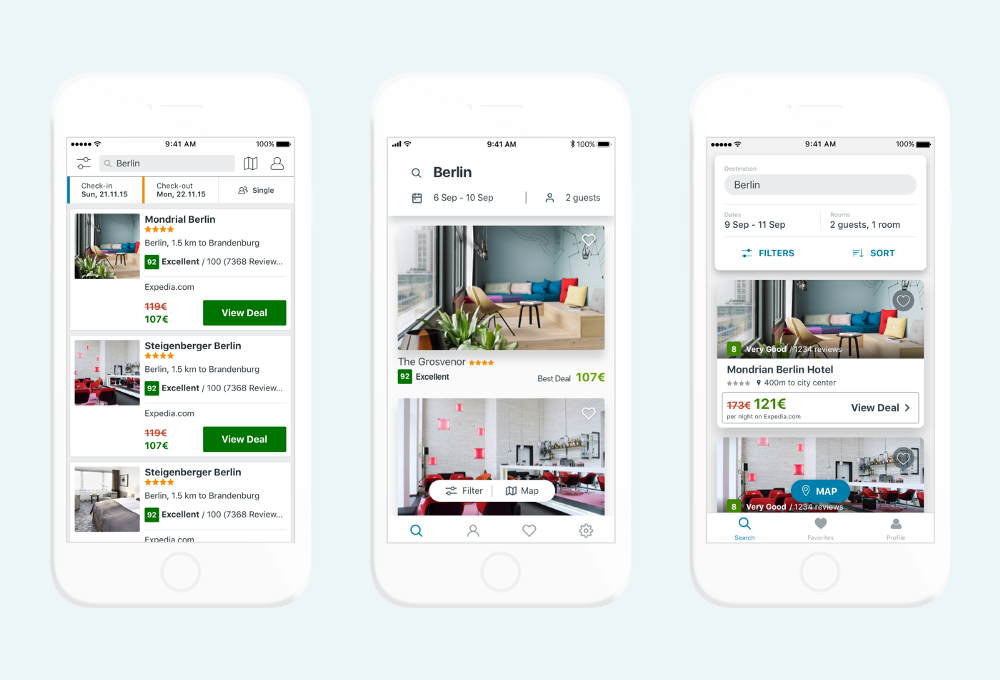 9:41 AM
100%
Berlin
Check-in
Sun, 21.11.15
Check-out
Mon, 22.11.15
Single
Mondrial Berlin
Berlin, 1.5 km to Brandenburg
92 Excellent / 100 (7368 Review...
Expedia.com
119€
107€
View Deal
Steigenberger Berlin
Berlin, 1.5 km to Brandenburg
92 Excellent / 100 (7368 Review...
Expedia.com
119€
107€
View Deal
Steigenberger Berlin
Berlin, 1.5 km to Brandenburg
92 Excellent / 100 (7368 Review...
Expedia.com
9:41 AM
100%
Berlin
6 Sep - 10 Sep
2 guests
The Grosvenor
92 Excellent
Best Deal 107€
Filter
Map
9:41 AM
100%
Destination
Berlin
Dates
9 Sep - 11 Sep
Rooms
2 guests, 1 room
FILTERS
SORT
8 Very Good / 1234 reviews
Mondrian Berlin Hotel
400m to city center
173€ 121€
per night on Expedia.com
View Deal
MAP
8 Very Good / 1234 reviews
Search
Favorites
Profile